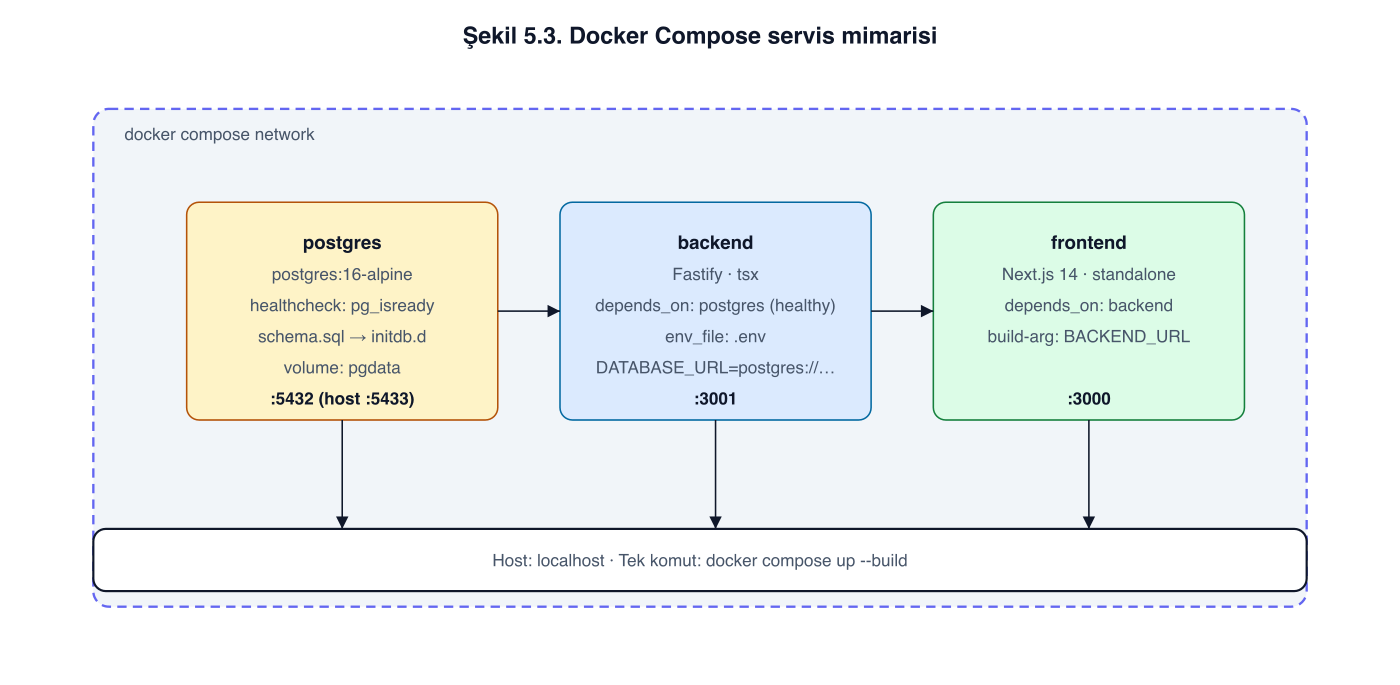 Şekil 5.3. Docker Compose servis mimarisi
docker compose network
postgres
postgres:16-alpine
healthcheck: pg_isready
schema.sql → initdb.d
volume: pgdata
:5432 (host :5433)
backend
Fastify · tsx
depends_on: postgres (healthy)
env_file: .env
DATABASE_URL=postgres://…
:3001
frontend
Next.js 14 · standalone
depends_on: backend
build-arg: BACKEND_URL
:3000
Host: localhost · Tek komut: docker compose up --build